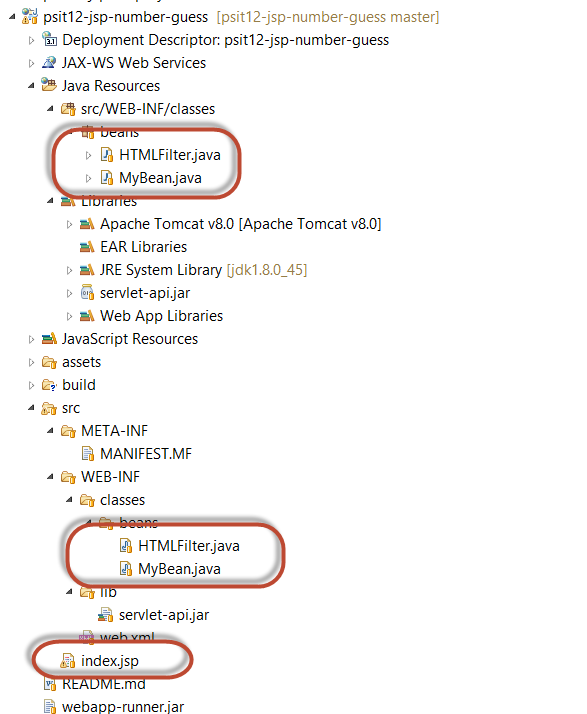 psit12-jsp-number-guess [psit12-jsp-number-guess master]
Deployment Descriptor: psit12-jsp-number-guess
JAX-WS Web Services
Java Resources
src/WEB-INF/classes
beans
HTMLFilter.java
MyBean.java
Libraries
Apache Tomcat v8.0 [Apache Tomcat v8.0]
EAR Libraries
JRE System Library [jdk1.8.0_45]
servlet-api.jar
Web App Libraries
JavaScript Resources
assets
build
src
META-INF
MANIFEST.MF
WEB-INF
classes
beans
HTMLFilter.java
MyBean.java
lib
servlet-api.jar
web.xml
index.jsp
README.md
webapp-runner.jar